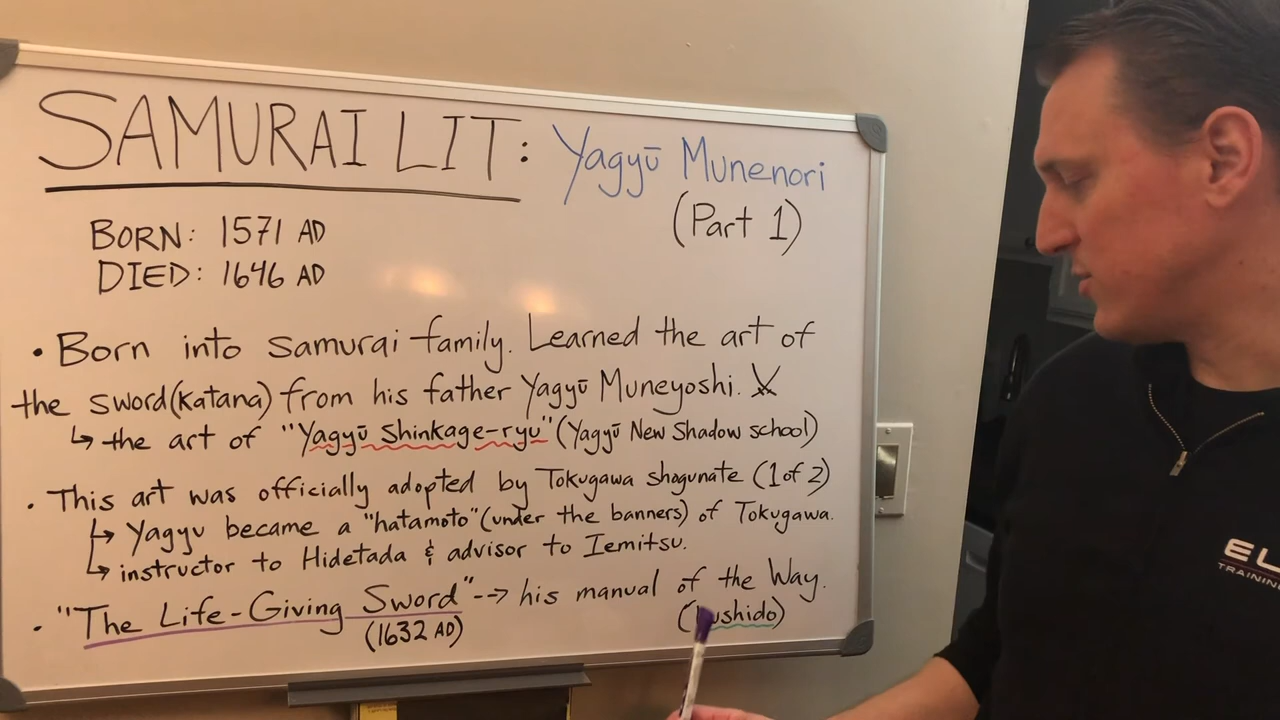 SAMURAI LIT: Yagyū Munenori
(Part 1)
BORN: 1571 AD
DIED: 1646 AD
• Born into samurai family. Learned the art of
the sword (katana) from his father Yagyū Muneyoshi.
↳ the art of "Yagyū Shinkage-ryu" (Yagyū New Shadow school)
• This art was officially adopted by Tokugawa shogunate (1 of 2)
↳ Yagyu became a "hatamoto" (under the banners) of Tokugawa.
↳ instructor to Hidetada & advisor to Iemitsu.
• "The Life-Giving Sword" --> his manual of the Way.
(1632 AD)
TRAINING